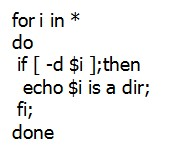 for i in *
do
if [ -d $i ];then
echo $i is a dir;
fi;
done